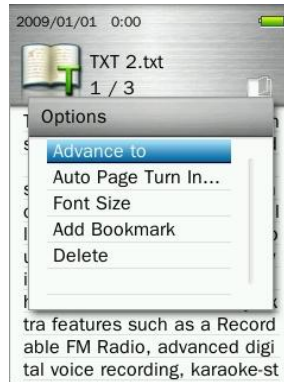 2009/01/01 0:00
TXT 2.txt
1 / 3
Options
Advance to
Auto Page Turn In...
Font Size
Add Bookmark
Delete
tra features such as a Record
able FM Radio, advanced digi
tal voice recording, karaoke-st